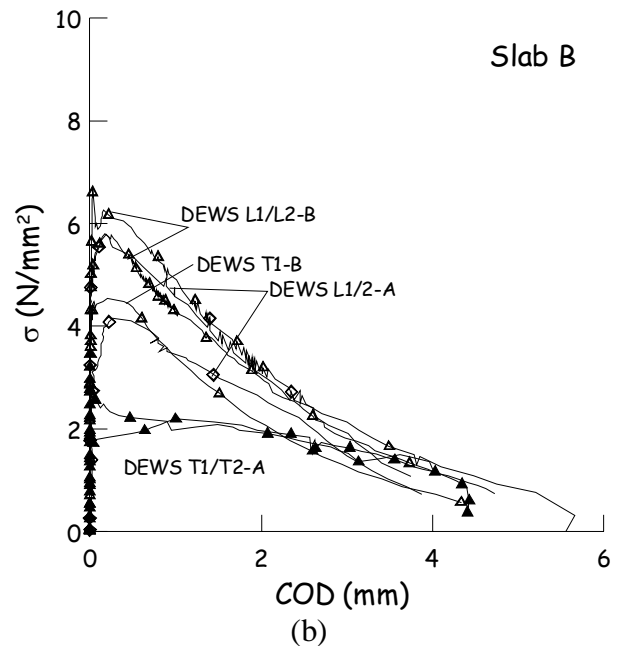 10
Slab B
8
DEWS L1/L2-B
6
DEWS T1-B
DEWS L1/2-A
σ (N/mm²)
4
2
DEWS T1/T2-A
0
0 2 4 6
COD (mm)
(b)